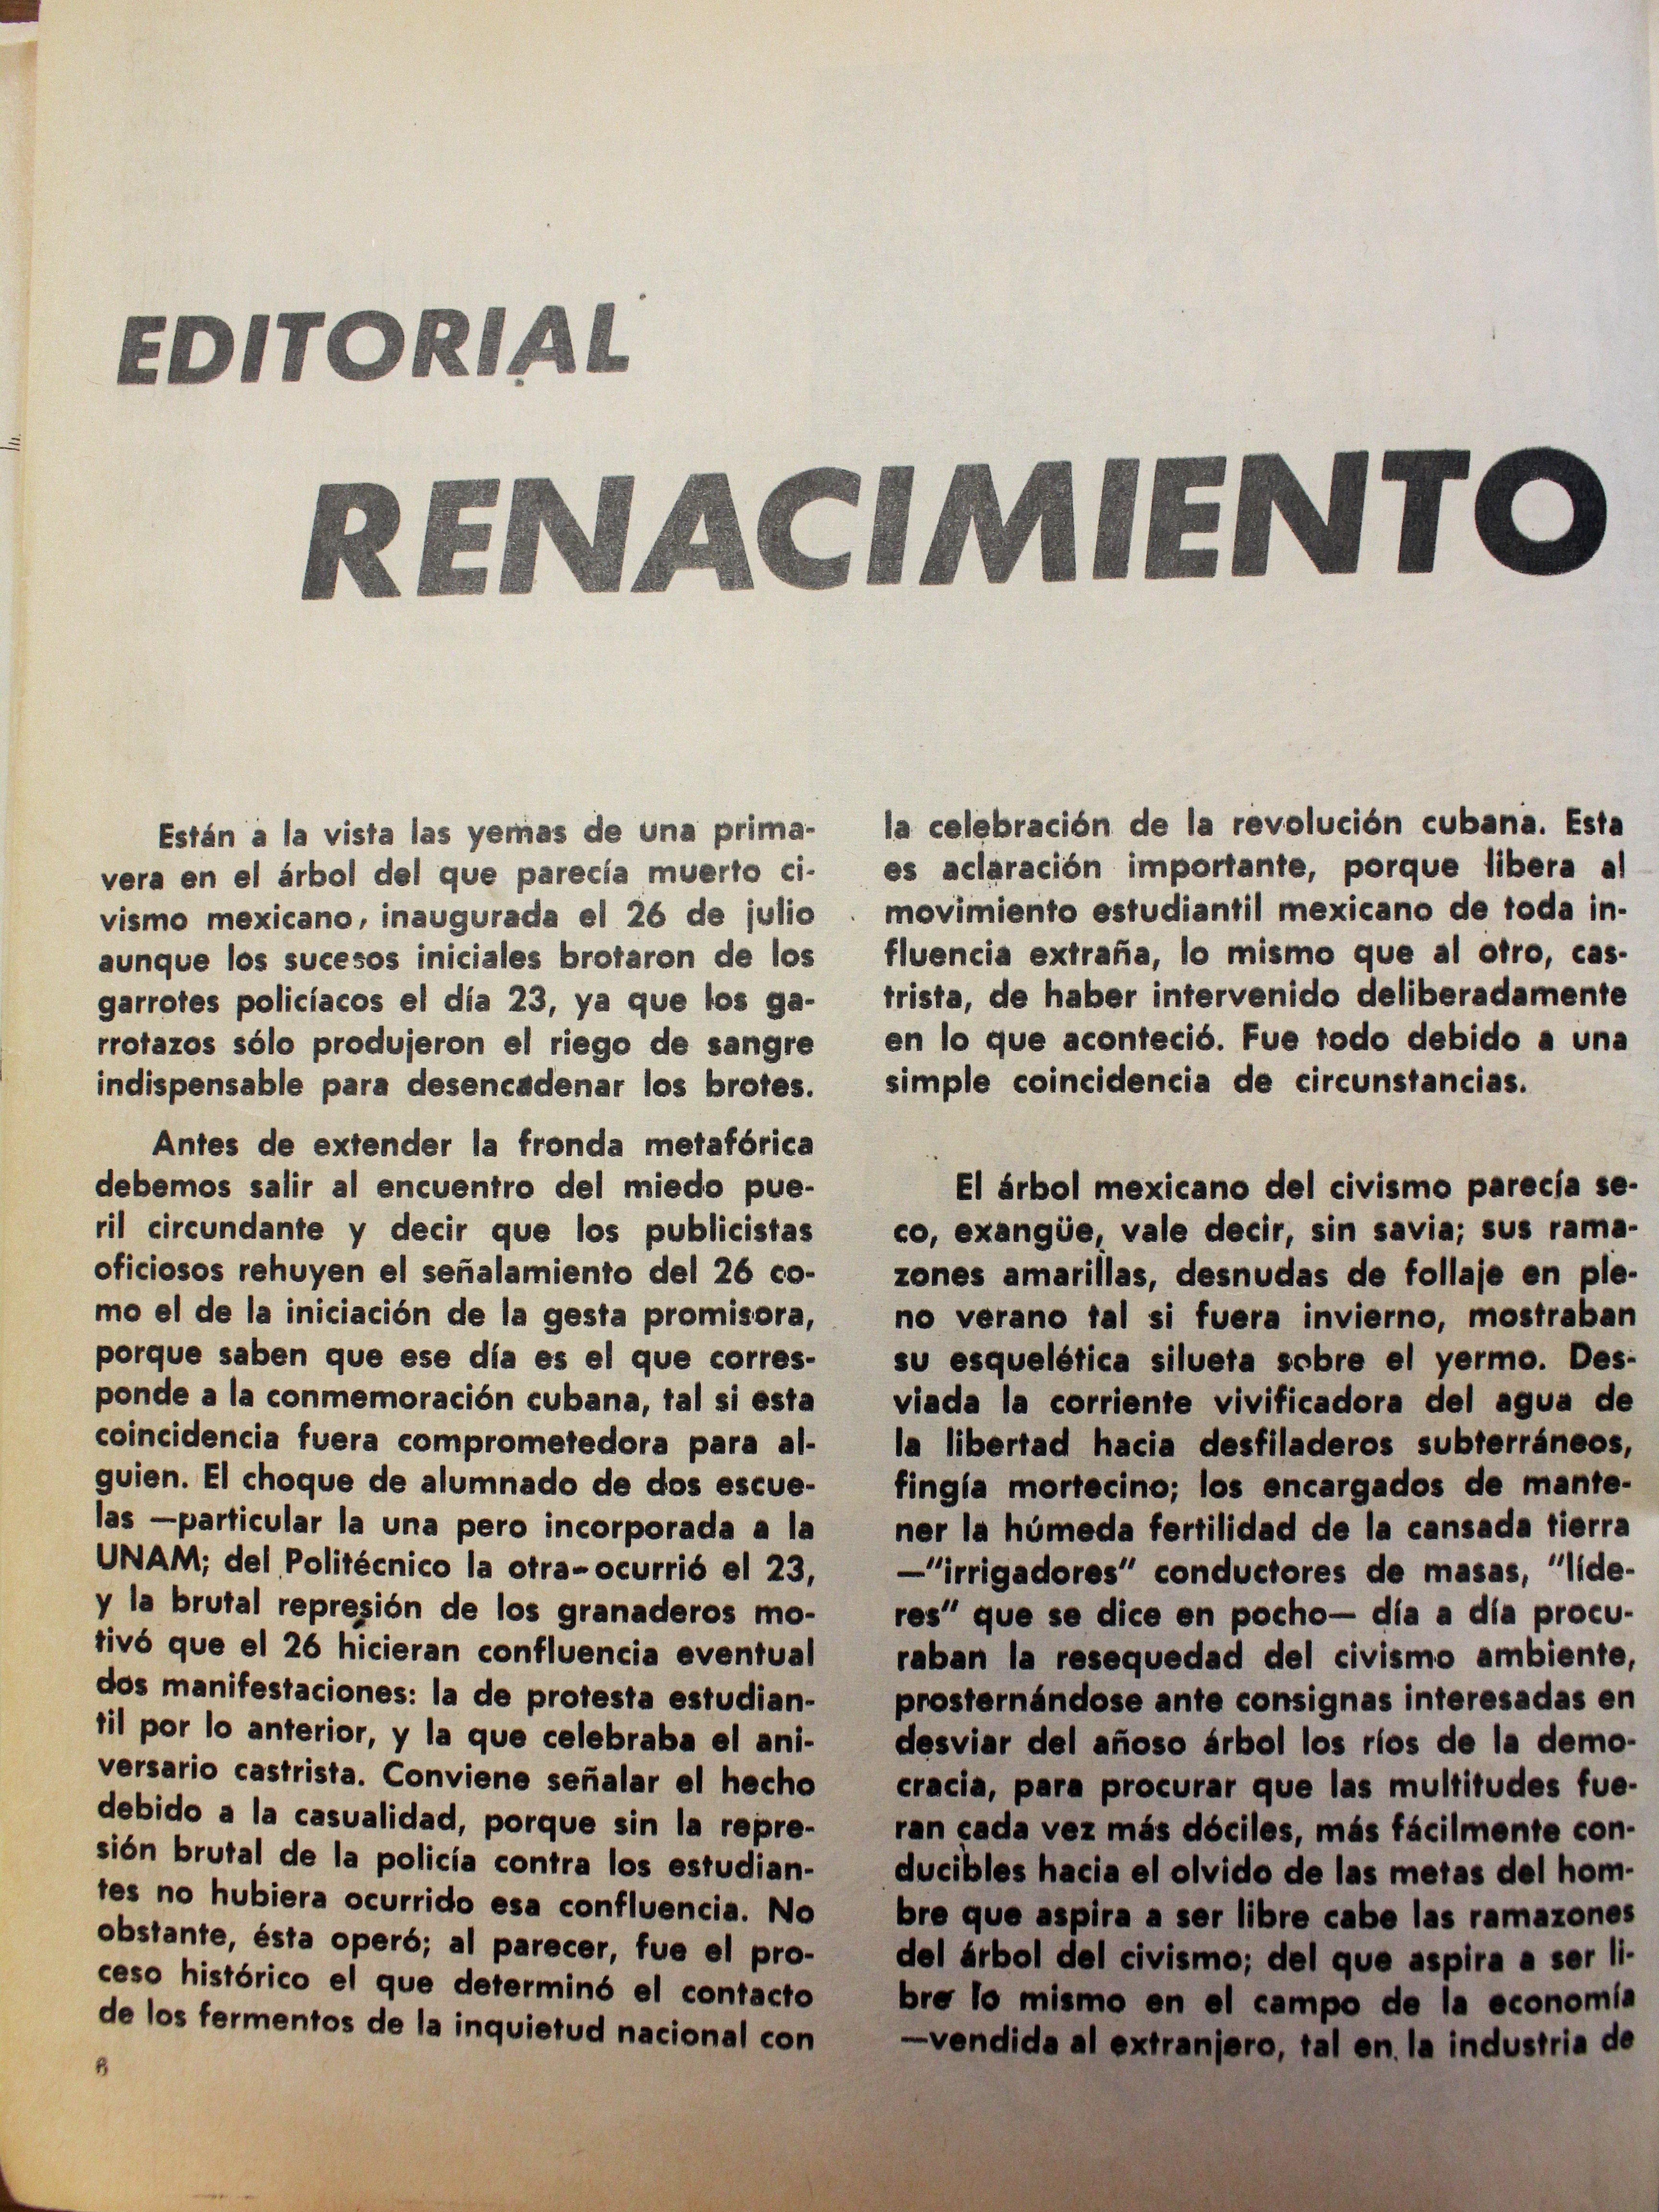 EDITORIAL
RENACIMIENTO
Están a la vista las yemas de una prima-
vera en el árbol del que parecía muerto ci-
vismo mexicano, inaugurada el 26 de julio
aunque los sucesos iniciales brotaron de los
garrotes policíacos el día 23, ya que los ga-
rrotazos sólo produjeron el riego de sangre
indispensable para desencadenar los brotes.
Antes de extender la fronda metafórica
debemos salir al encuentro del miedo pue-
ril circundante y decir que los publicistas
oficiosos rehuyen el señalamiento del 26 co-
mo el de la iniciación de la gesta promisora,
porque saben que ese día es el que corres-
ponde a la conmemoración cubana, tal si esta
coincidencia fuera comprometedora para al-
guien. El choque de alumnado de dos escue-
las —particular la una pero incorporada a la
UNAM; del Politécnico la otra- ocurrió el 23,
y la brutal represión de los granaderos mo-
tivó que el 26 hicieran confluencia eventual
dos manifestaciones: la de protesta estudian-
til por lo anterior, y la que celebraba el ani-
versario castrista. Conviene señalar el hecho
debido a la casualidad, porque sin la repre-
sión brutal de la policía contra los estudian-
tes no hubiera ocurrido esa confluencia. No
obstante, ésta operó; al parecer, fue el pro-
ceso histórico el que determinó el contacto
de los fermentos de la inquietud nacional con
la celebración de la revolución cubana. Esta
es aclaración importante, porque libera al
movimiento estudiantil mexicano de toda in-
fluencia extraña, lo mismo que al otro, cas-
trista, de haber intervenido deliberadamente
en lo que aconteció. Fue todo debido a una
simple coincidencia de circunstancias.
El árbol mexicano del civismo parecía se-
co, exangüe, vale decir, sin savia; sus rama-
zones amarillas, desnudas de follaje en ple-
no verano tal si fuera invierno, mostraban
su esquelética silueta sobre el yermo. Des-
viada la corriente vivificadora del agua de
la libertad hacia desfiladeros subterráneos,
fingía mortecino; los encargados de mante-
ner la húmeda fertilidad de la cansada tierra
—"irrigadores" conductores de masas, "líde-
res" que se dice en pocho— día a día procu-
raban la resequedad del civismo ambiente,
prosternándose ante consignas interesadas en
desviar del añoso árbol los ríos de la demo-
cracia, para procurar que las multitudes fue-
ran cada vez más dóciles, más fácilmente con-
ducibles hacia el olvido de las metas del hom-
bre que aspira a ser libre cabe las ramazones
del árbol del civismo; del que aspira a ser li-
bre lo mismo en el campo de la economía
—vendida al extranjero, tal en la industria de
6